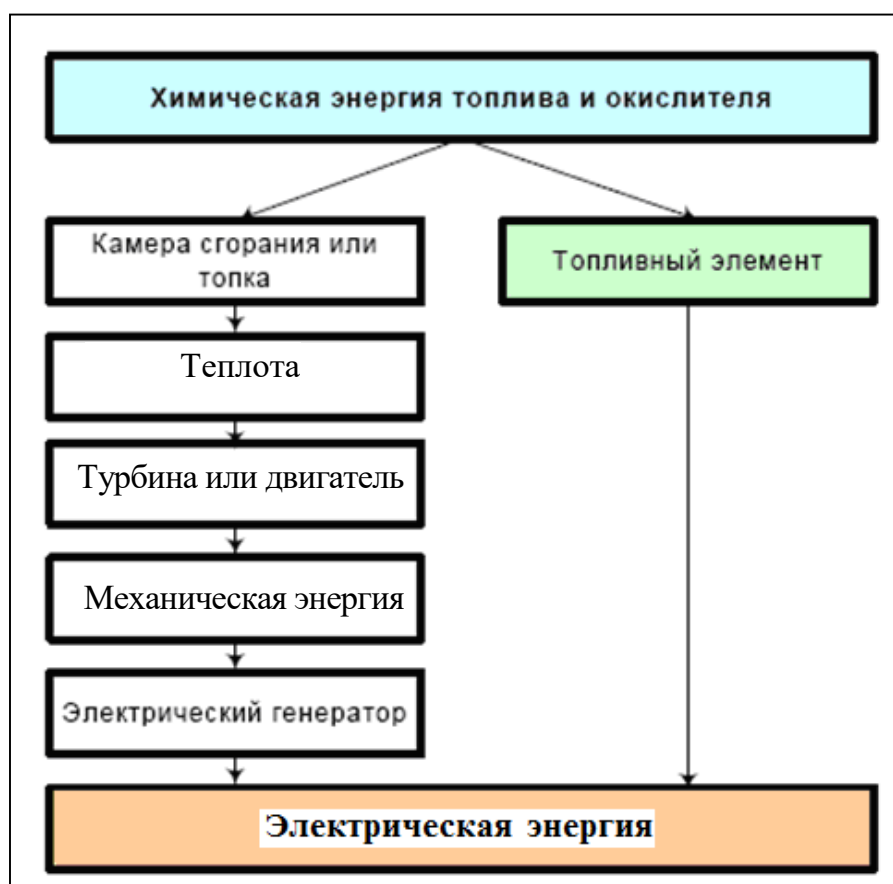 Химическая энергия топлива и окислителя
Камера сгорания или
топка
Топливный элемент
Теплота
Турбина или двигатель
Механическая энергия
Электрический генератор
Электрическая энергия